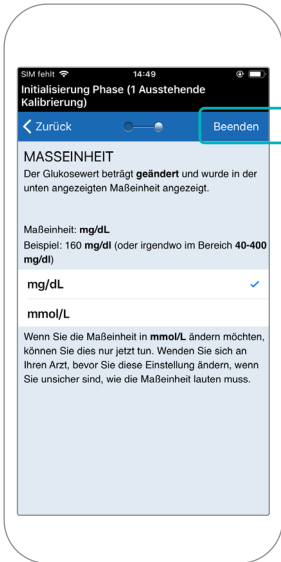 SIM fehlt 14:49
Initialisierung Phase (1 Ausstehende
Kalibrierung)
Zurück Beenden
MASSEINHEIT
Der Glukosewert beträgt geändert und wurde in der
unten angezeigten Maßeinheit angezeigt.
Maßeinheit: mg/dL
Beispiel: 160 mg/dl (oder irgendwo im Bereich 40-400
mg/dl)
mg/dL
mmol/L
Wenn Sie die Maßeinheit in mmol/L ändern möchten,
können Sie dies nur jetzt tun. Wenden Sie sich an
Ihren Arzt, bevor Sie diese Einstellung ändern, wenn
Sie unsicher sind, wie die Maßeinheit lauten muss.